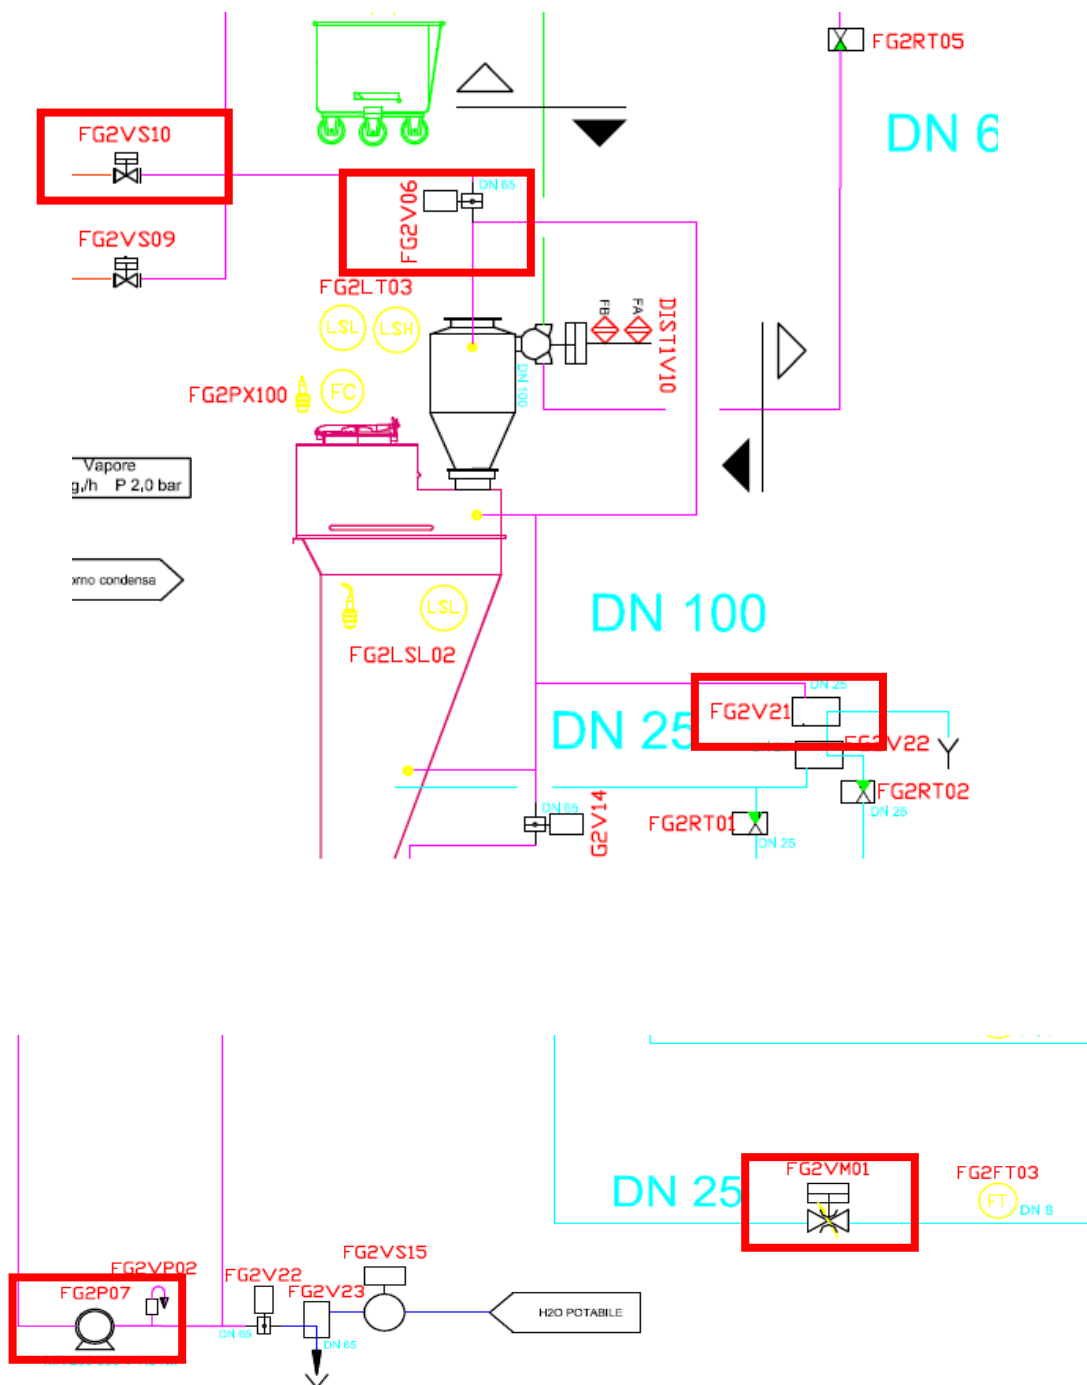 FG2RT05
DN 6
FG2VS10
DN 65
FG2V06
FG2VS09
FG2LT03
LSL
LSH
FB
FA
DIST1V10
DN 100
FG2PX100
FC
Vapore
g./h P 2,0 bar
orno condensa
LSL
FG2LSL02
DN 100
DN 25
FG2V21
DN 25
FG2V22
FG2RT02
DN 25
DN 65
G2V14
FG2RT01
DN 25
FG2VM01
DN 25
FG2FT03
FT
DN 8
FG2VS15
FG2VP02
FG2V22
FG2V23
FG2P07
H2O POTABILE
DN 65
DN 65